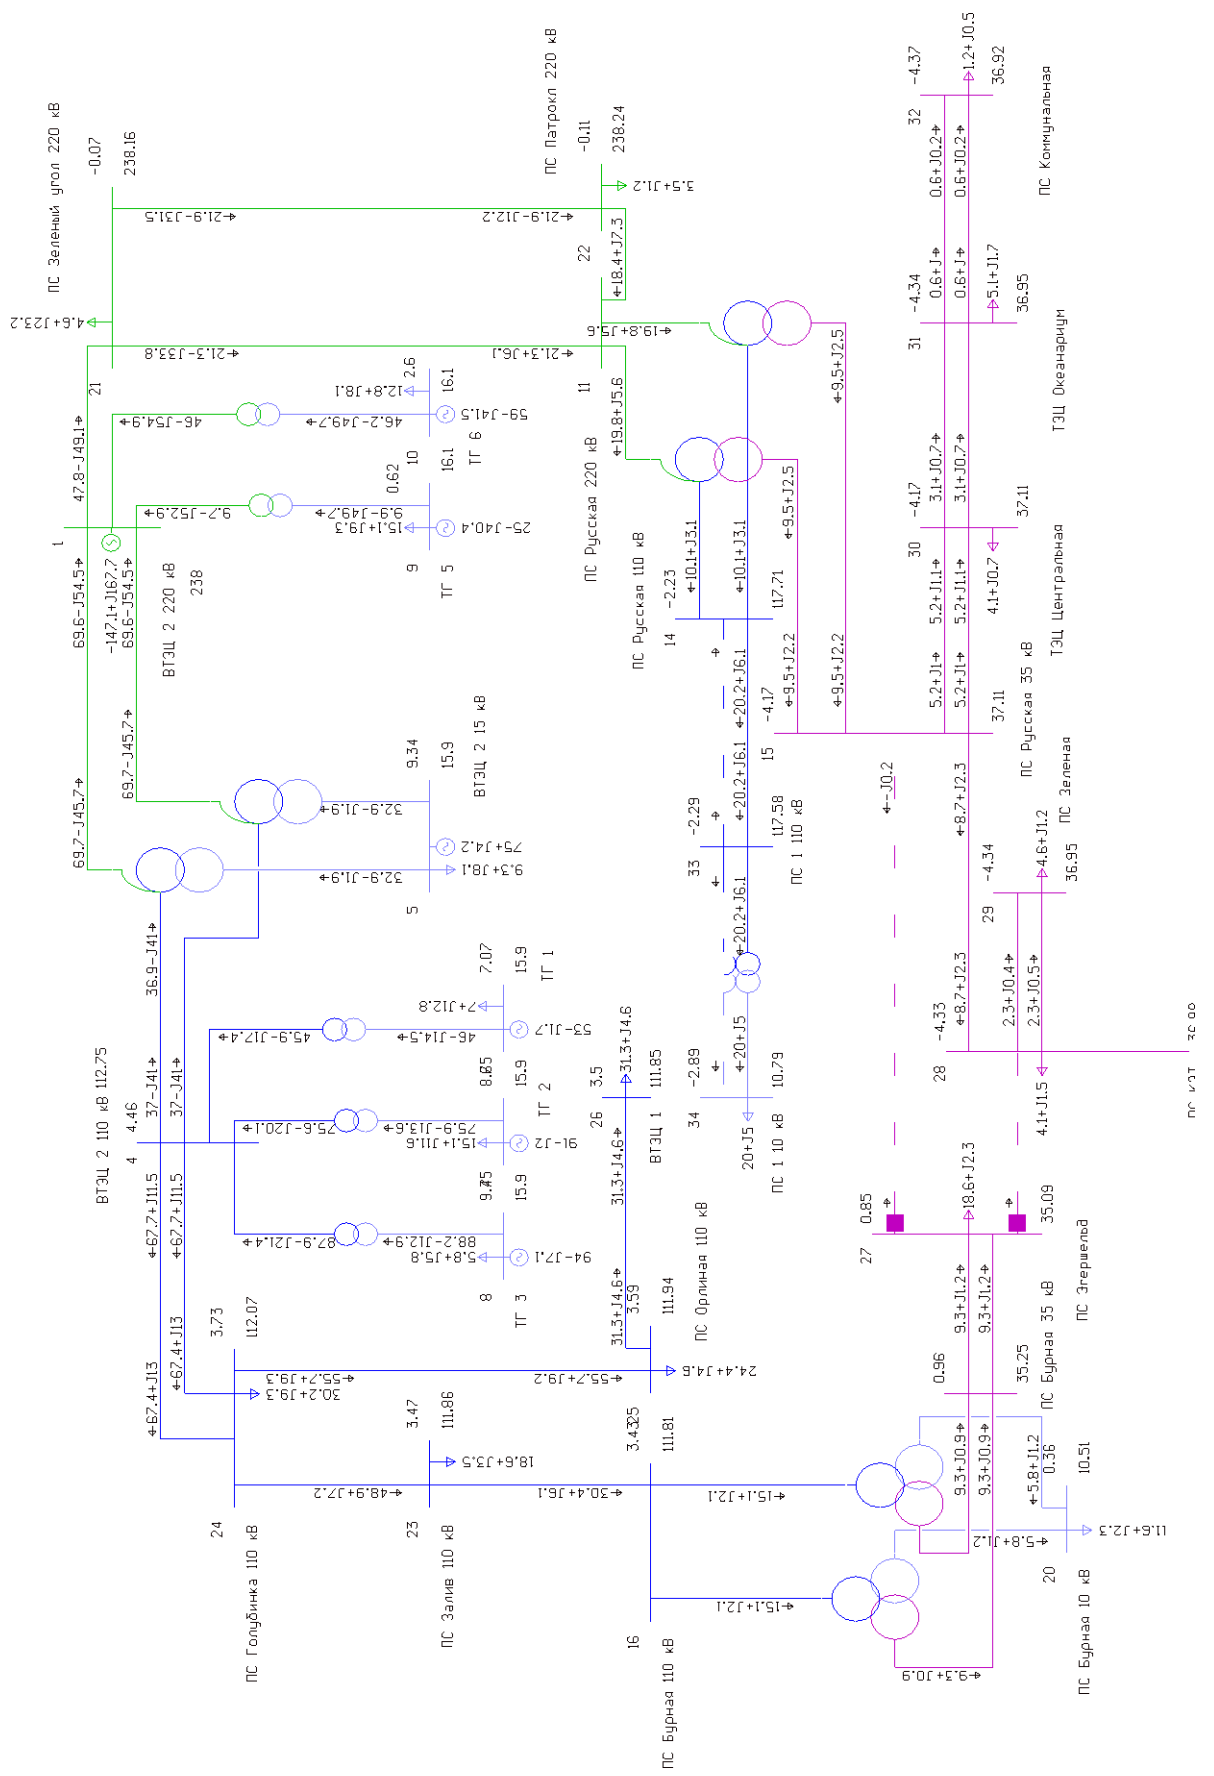 ПС Зеленый угол 220 кВ
-0.07
238.16
4.6+J23.2
21
21.9-J31.5
21.9-J12.2
ПС Патрокл 220 кВ
-0.11
238.24
3.5+J1.2
22
18.4+J7.3
21.3-J33.8
21.3+J6.1
19.8+J5.6
11
19.8+J5.6
ПС Русская 220 кВ
47.8-J49.1
1
-147.1+J167.7
ВТЭЦ 2 220 кВ
238
46-J54.9
46.2-J49.7
12.8+J8.1
2.6
16.1
59-J41.5
10
ТГ 6
9.7-J52.9
9.9-J49.7
15.1+J9.3
0.62
16.1
25-J40.4
9
ТГ 5
69.6-J54.5
69.6-J54.5
69.7-J45.7
69.7-J45.7
32.9-J1.9
32.9-J1.9
9.34
15.9
ВТЭЦ 2 15 кВ
75+J4.2
9.3+J8.1
5
36.9-J41
37-J41
37-J41
ВТЭЦ 2 110 кВ 112.75
4.46
4
45.9-J17.4
46-J14.5
7+J12.8
7.07
15.9
ТГ 1
53-J1.7
75.6-J20.1
75.9-J13.6
15.1+J11.6
15.9
ТГ 2
91-J2
87.9-J21.4
88.2-J12.9
5.8+J5.8
15.9
94-J7.1
8
ТГ 3
67.7+J11.5
67.7+J11.5
67.4+J13
67.4+J13
3.73
112.07
30.2+J9.3
24
ПС Голубинка 110 кВ
55.7+J9.3
55.7+J9.2
3.59
111.94
24.4+J4.6
25
ПС Орлиная 110 кВ
31.3+J4.6
31.3+J4.6
3.5
31.3+J4.6
111.85
26
ВТЭЦ 1
48.9+J7.2
3.47
111.86
18.6+J3.5
23
ПС Залив 110 кВ
30.4+J6.1
3.43
111.81
16
ПС Бурная 110 кВ
15.1+J2.1
15.1+J2.1
9.3+J0.9
9.3+J0.9
9.3+J0.9
5.8+J1.2
5.8+J1.2
0.36
10.51
11.6+J2.3
20
ПС Бурная 10 кВ
0.96
35.25
ПС Бурная 35 кВ
9.3+J1.2
9.3+J1.2
0.85
18.6+J2.3
35.09
27
ПС Эгершельд
-J0.2
ПС Русская 110 кВ
-2.23
117.71
14
10.1+J3.1
10.1+J3.1
20.2+J6.1
20.2+J6.1
20.2+J6.1
-2.29
117.58
33
ПС 1 110 кВ
20+J5
-2.89
10.79
20+J5
34
ПС 1 10 кВ
9.5+J2.5
9.5+J2.5
9.5+J2.2
9.5+J2.2
-4.17
15
37.11
ПС Русская 35 кВ
5.2+J1
5.2+J1
5.2+J1.1
5.2+J1.1
-4.17
30
37.11
4.1+J0.7
ТЭЦ Центральная
3.1+J0.7
3.1+J0.7
-4.34
31
36.95
5.1+J1.7
ТЭЦ Океанариум
0.6+J
0.6+J
0.6+J0.2
0.6+J0.2
-4.37
32
36.92
1.2+J0.5
ПС Коммунальная
8.7+J2.3
8.7+J2.3
-4.33
28
4.1+J1.5
2.3+J0.4
2.3+J0.5
-4.34
29
36.95
4.6+J1.2
ПС Зеленая